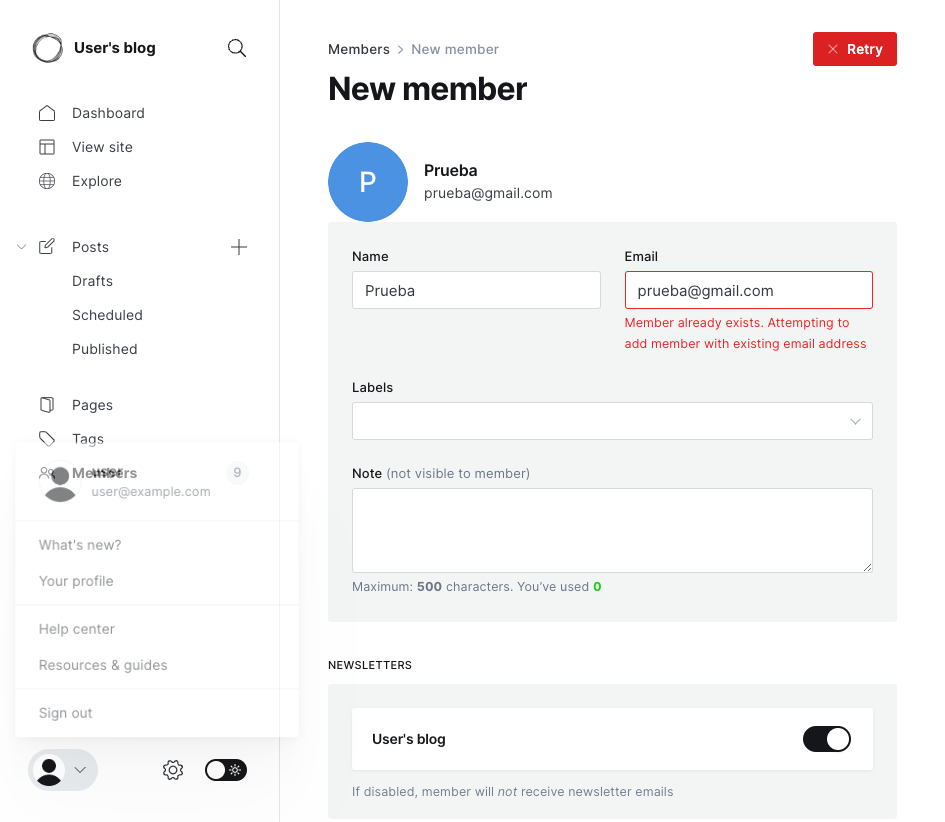 User's blog
Dashboard
View site
Explore
Posts
Drafts
Scheduled
Published
Pages
Tags
Members
9
user@example.com
What's new?
Your profile
Help center
Resources & guides
Sign out
Members > New member
Retry
New member
P
Prueba
prueba@gmail.com
Name
Prueba
Email
prueba@gmail.com
Member already exists. Attempting to
add member with existing email address
Labels
Note (not visible to member)
Maximum: 500 characters. You've used 0
NEWSLETTERS
User's blog
If disabled, member will not receive newsletter emails